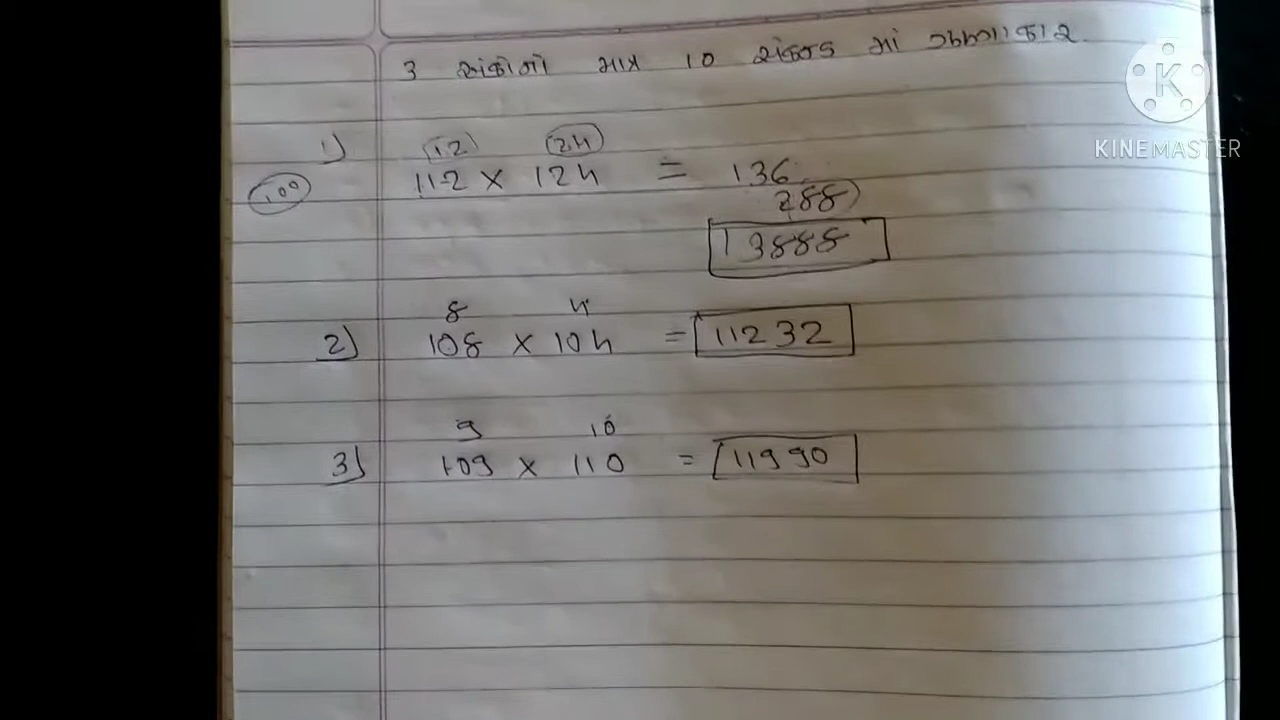 3 અંકોનો માત્ર 10 સેકન્ડ માં ગુણાકાર
KINEMASTER
1) 12 24
100 112 x 124 = 136
288
13888
8 4
2) 108 x 104 = 11232
9 10
3) 109 x 110 = 11990